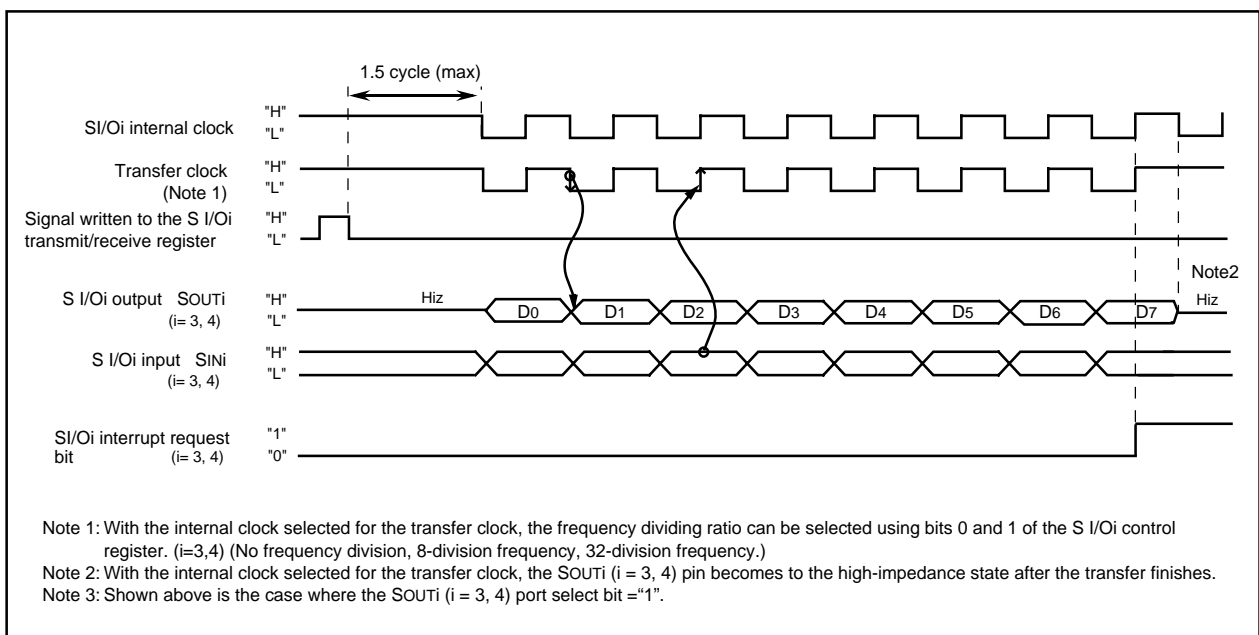 1.5 cycle (max)
SI/Oi internal clock "H" "L"
Transfer clock "H"
(Note 1) "L"
Signal written to the S I/Oi "H"
transmit/receive register "L"
Note2
S I/Oi output SOUTi "H" Hiz D0 D1 D2 D3 D4 D5 D6 D7 Hiz
(i= 3, 4) "L"
S I/Oi input SINi "H"
(i= 3, 4) "L"
SI/Oi interrupt request "1"
bit (i= 3, 4) "0"
Note 1: With the internal clock selected for the transfer clock, the frequency dividing ratio can be selected using bits 0 and 1 of the S I/Oi control
register. (i=3,4) (No frequency division, 8-division frequency, 32-division frequency.)
Note 2: With the internal clock selected for the transfer clock, the SOUTi (i = 3, 4) pin becomes to the high-impedance state after the transfer finishes.
Note 3: Shown above is the case where the SOUTi (i = 3, 4) port select bit =“1”.